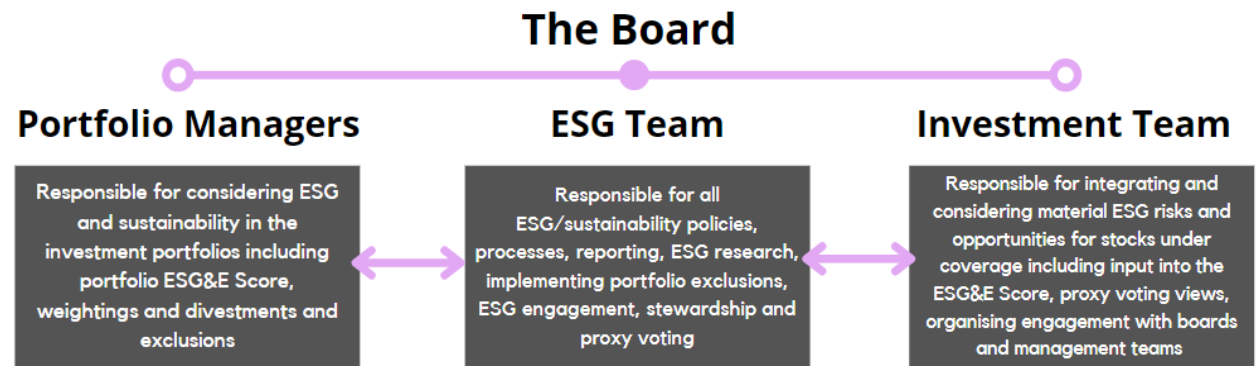 The Board
Portfolio Managers
Responsible for considering ESG
and sustainability in the
investment portfolios including
portfolio ESG&E Score,
weightings and divestments and
exclusions
ESG Team
Responsible for all
ESG/sustainability policies,
processes, reporting, ESG research,
implementing portfolio exclusions,
ESG engagement, stewardship and
proxy voting
Investment Team
Responsible for integrating and
considering material ESG risks and
opportunities for stocks under
coverage including input into the
ESG&E Score, proxy voting views,
organising engagement with boards
and management teams